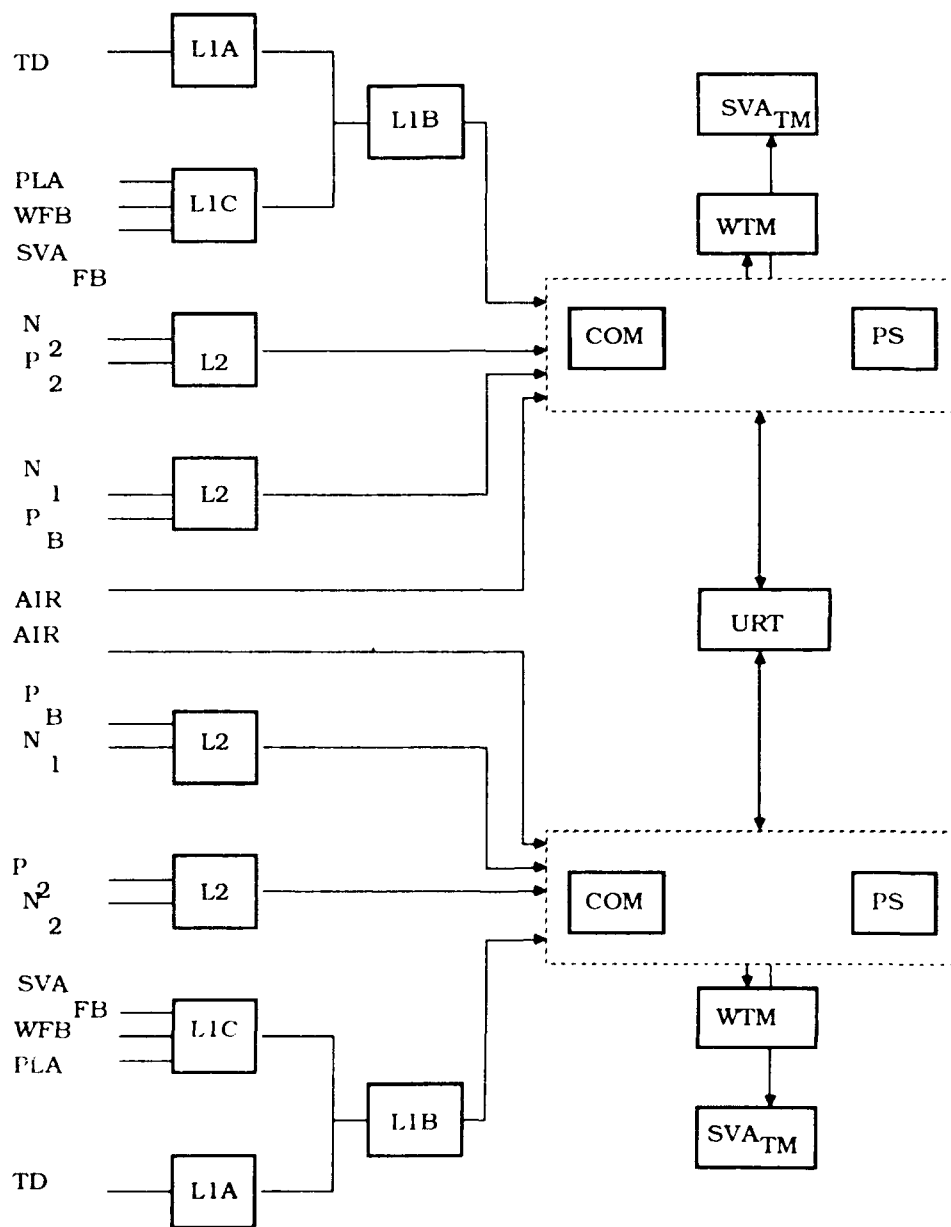 TD
L1A
L1B
SVA TM
PLA
WFB
SVA FB
L1C
WTM
N 2
P 2
L2
COM
PS
N 1
P B
L2
AIR
URT
AIR
P B
N 1
L2
P 2
N 2
L2
COM
PS
SVA FB
WFB
PLA
L1C
WTM
L1B
SVA TM
TD
L1A